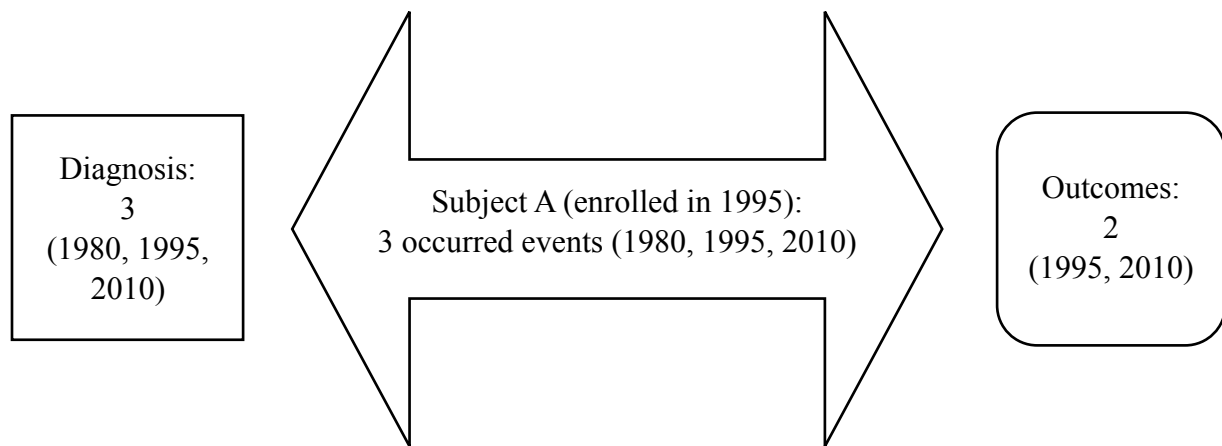 Diagnosis:
3
(1980, 1995,
2010)
Subject A (enrolled in 1995):
3 occurred events (1980, 1995, 2010)
Outcomes:
2
(1995, 2010)